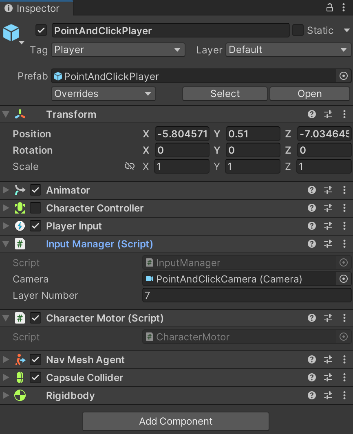 Inspector
PointAndClickPlayer Static
Tag Player Layer Default
Prefab PointAndClickPlayer
Overrides Select Open
Transform
Position X -5.804571 Y 0.51 Z -7.034645
Rotation X 0 Y 0 Z 0
Scale X 1 Y 1 Z 1
Animator
Character Controller
Player Input
Input Manager (Script)
Script InputManager
Camera PointAndClickCamera (Camera)
Layer Number 7
Character Motor (Script)
Script CharacterMotor
Nav Mesh Agent
Capsule Collider
Rigidbody
Add Component